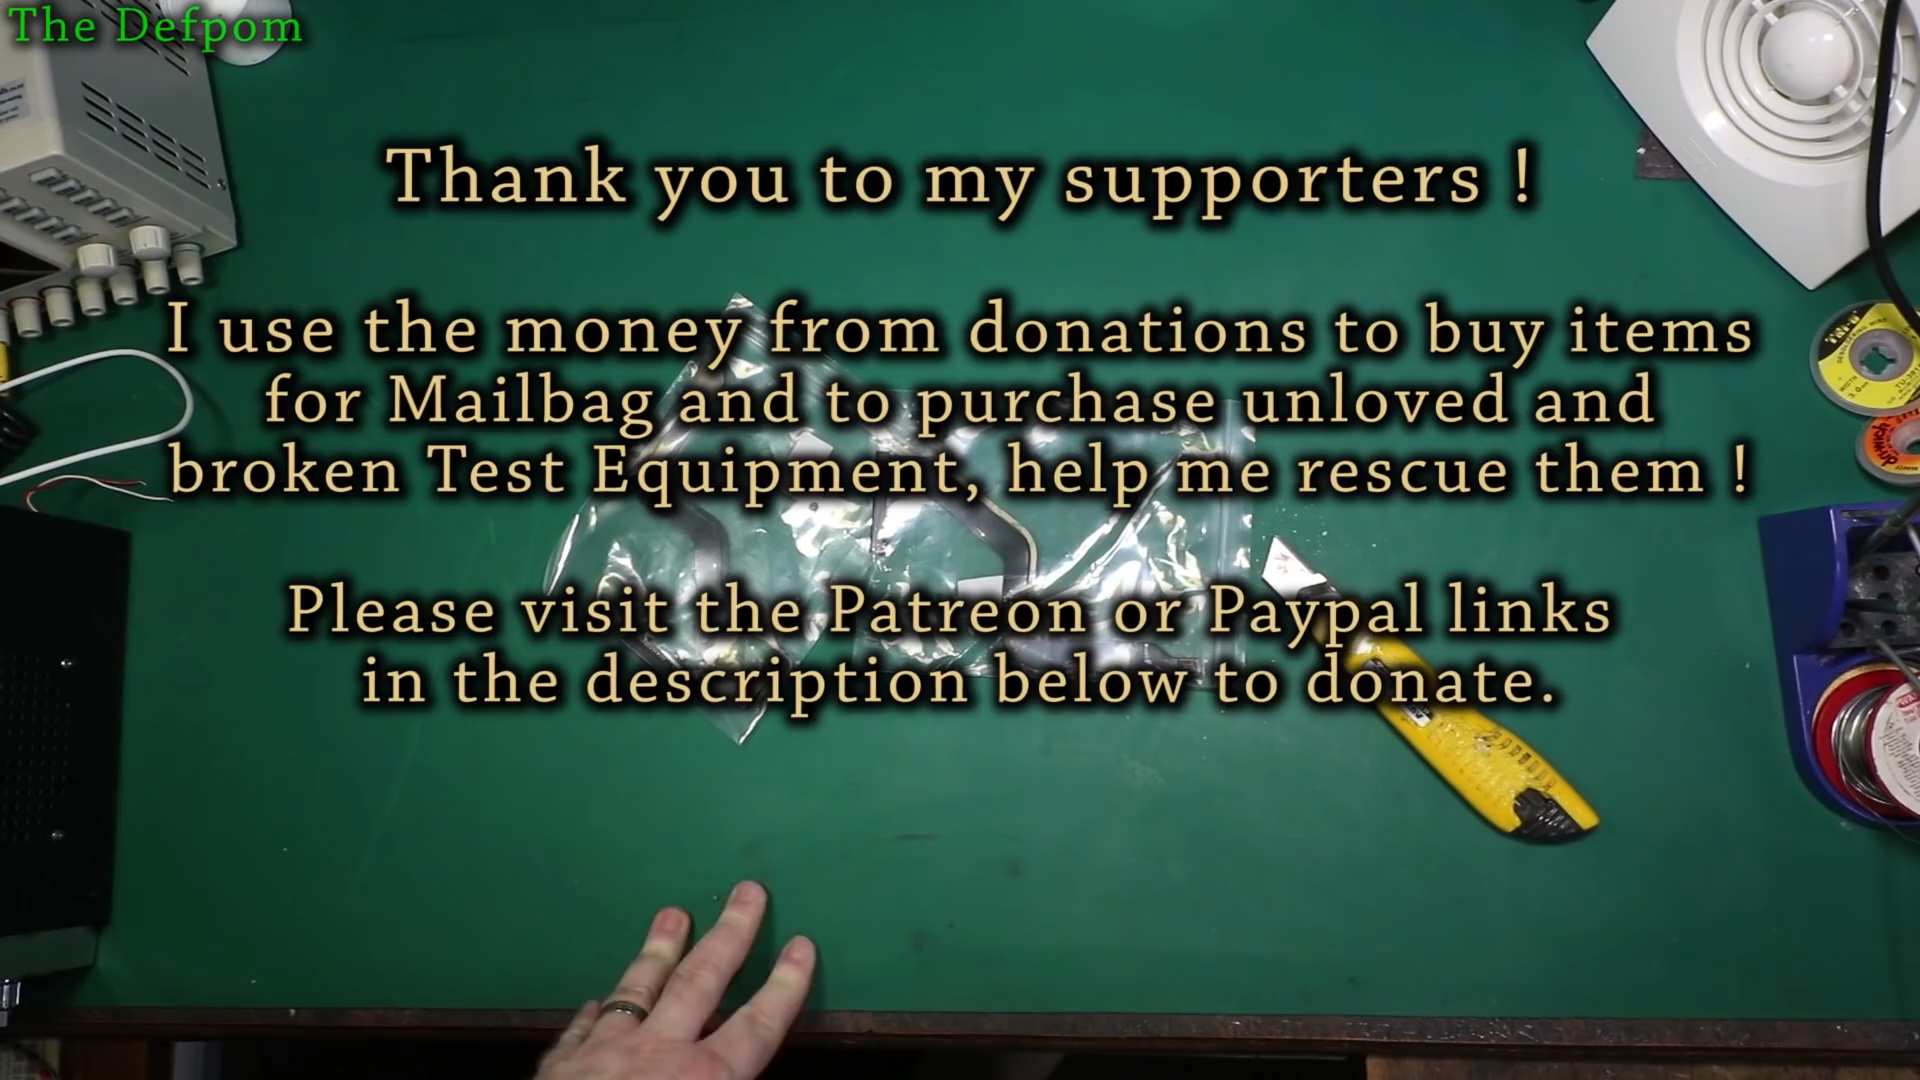 The Defpom
Thank you to my supporters !
I use the money from donations to buy items
for Mailbag and to purchase unloved and
broken Test Equipment, help me rescue them !
Please visit the Patreon or Paypal links
in the description below to donate.